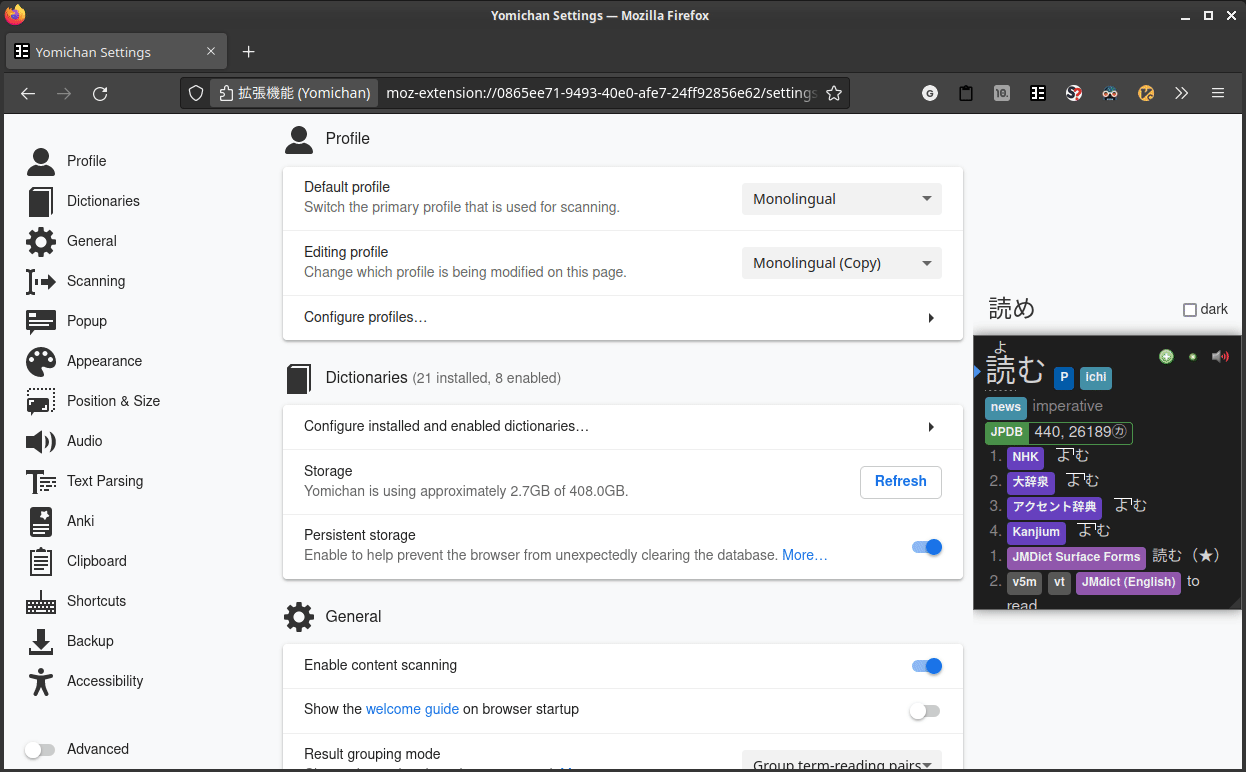 Yomichan Settings — Mozilla Firefox
Yomichan Settings
拡張機能 (Yomichan) moz-extension://0865ee71-9493-40e0-afe7-24ff92856e62/settings
G
10.
Profile
Dictionaries
General
Scanning
Popup
Appearance
Position & Size
Audio
Text Parsing
Anki
Clipboard
Shortcuts
Backup
Accessibility
Advanced
Profile
Default profile
Switch the primary profile that is used for scanning.
Monolingual
Editing profile
Change which profile is being modified on this page.
Monolingual (Copy)
Configure profiles…
Dictionaries (21 installed, 8 enabled)
Configure installed and enabled dictionaries…
Storage
Yomichan is using approximately 2.7GB of 408.0GB.
Refresh
Persistent storage
Enable to help prevent the browser from unexpectedly clearing the database. More…
General
Enable content scanning
Show the welcome guide on browser startup
Result grouping mode
Group term-reading pairs
読め
dark
よ
読む P ichi
news imperative
JPDB 440, 26189㋕
1. NHK よむ
2. 大辞泉 よむ
3. アクセント辞典 よむ
4. Kanjium よむ
1. JMDict Surface Forms 読む（★）
2. v5m vt JMdict (English) to
read